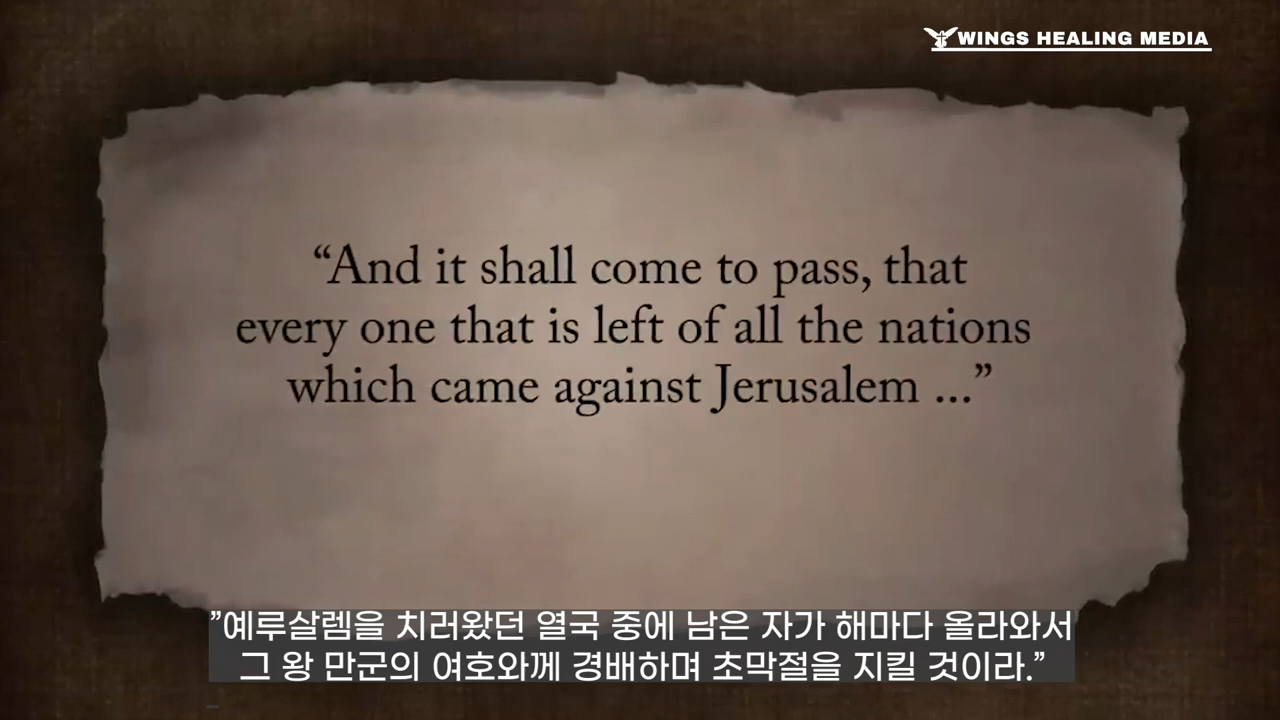 WINGS HEALING MEDIA
“And it shall come to pass, that
every one that is left of all the nations
which came against Jerusalem ...”
”예루살렘을 치러왔던 열국 중에 남은 자가 해마다 올라와서
그 왕 만군의 여호와께 경배하며 초막절을 지킬 것이라.”